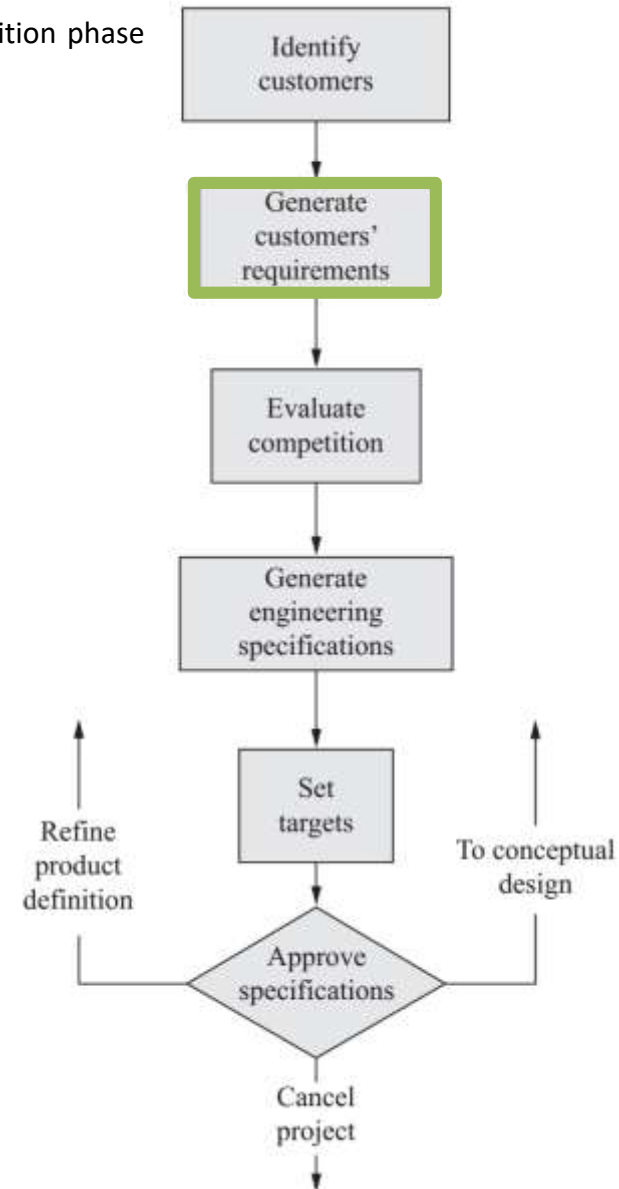 phase
Identify
customers
Generate
customers’
requirements
Evaluate
competition
Generate
engineering
specifications
Set
targets
Refine
product
definition
To conceptual
design
Approve
specifications
Cancel
project